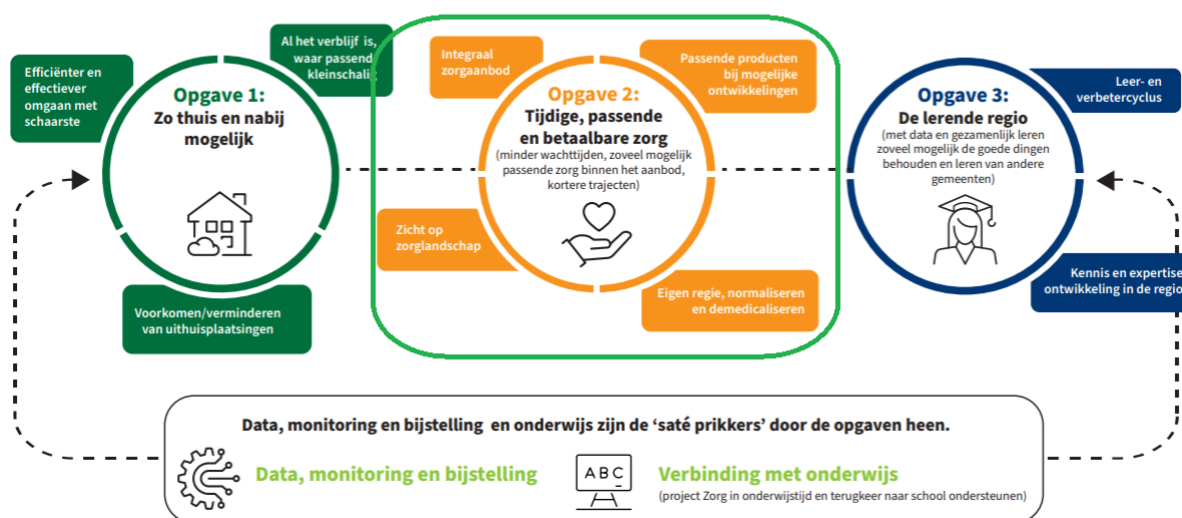 Efficiënter en
effectiever
omgaan met
schaarste
Al het verblijf is,
waar passend
kleinschalig
Opgave 1:
Zo thuis en nabij
mogelijk
Voorkomen/verminderen
van uithuisplaatsingen
Integraal
zorgaanbod
Passende producten
bij mogelijke
ontwikkelingen
Opgave 2:
Tijdige, passende
en betaalbare zorg
(minder wachttijden, zoveel mogelijk
passende zorg binnen het aanbod,
kortere trajecten)
Zicht op
zorglandschap
Eigen regie, normaliseren
en demedicaliseren
Opgave 3:
De lerende regio
(met data en gezamenlijk leren
zoveel mogelijk de goede dingen
behouden en leren van andere
gemeenten)
Leer- en
verbetercyclus
Kennis en expertise
ontwikkeling in de regio
Data, monitoring en bijstelling en onderwijs zijn de ‘saté prikkers’ door de opgaven heen.
Data, monitoring en bijstelling
ABC
Verbinding met onderwijs
(project Zorg in onderwijstijd en terugkeer naar school ondersteunen)